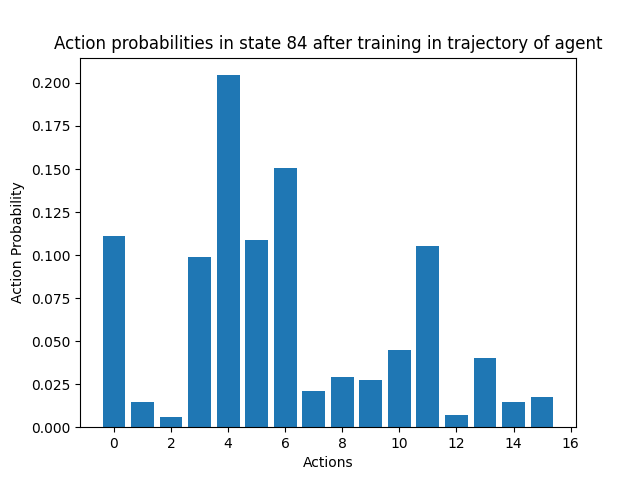 Action probabilities in state 84 after training in trajectory of agent
0.200
0.175
0.150
0.125
0.100
0.075
0.050
0.025
0.000
Action Probability
0 2 4 6 8 10 12 14 16
Actions